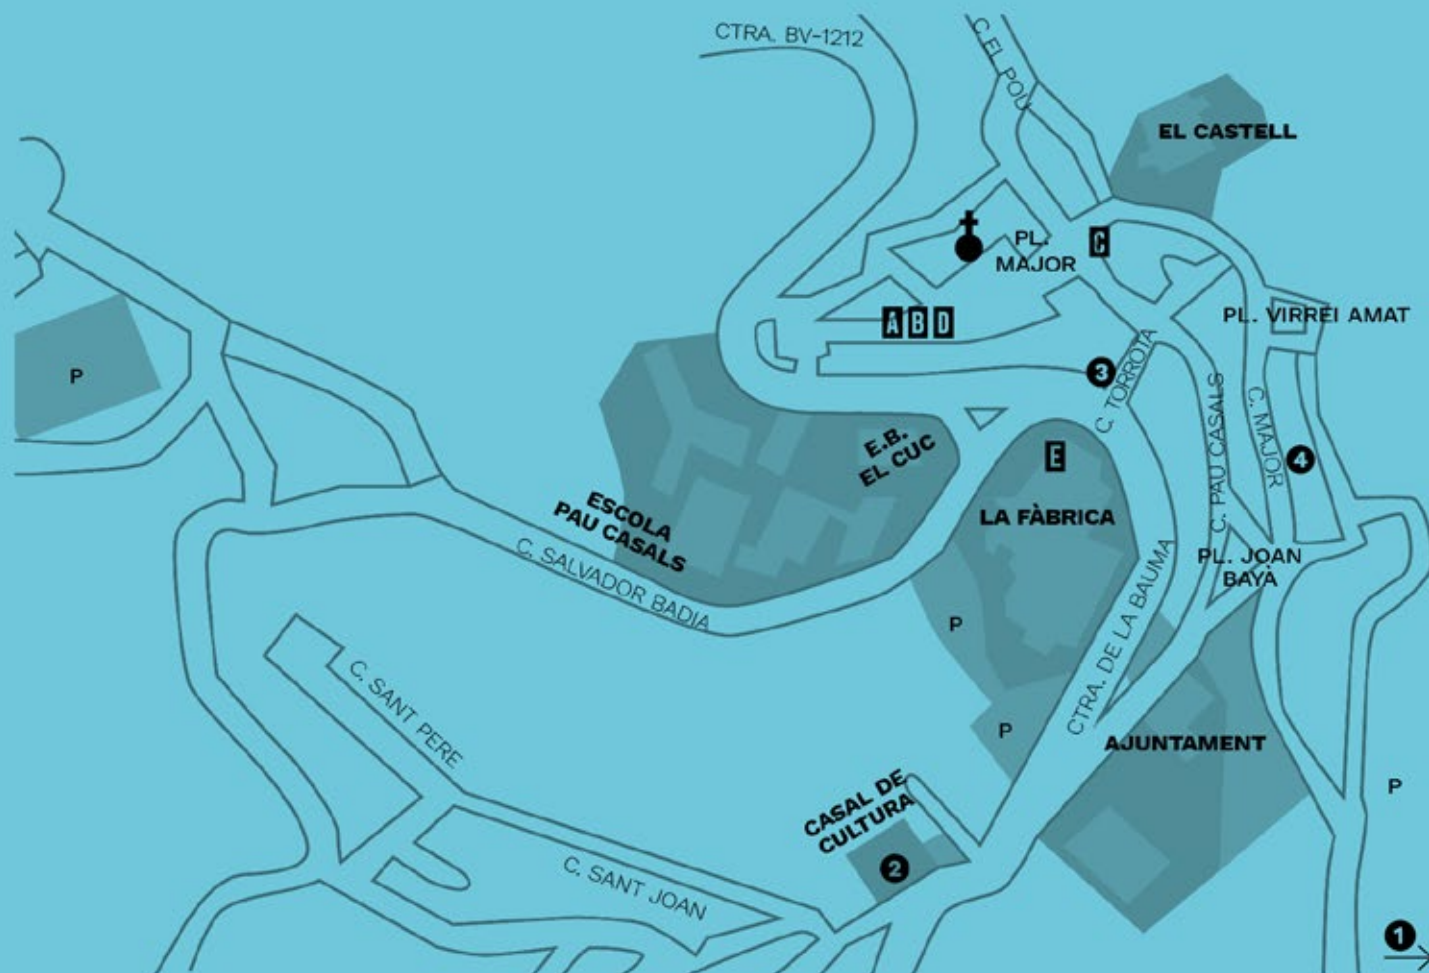 CTRA. BV-1212
C. EL POU
EL CASTELL
PL.
MAJOR
C
PL. VIRREI AMAT
A B D
P
3
C. TORROTA
C. PAU CASALS
C. MAJOR
4
E.B.
EL CUC
E
LA FÀBRICA
ESCOLA
PAU CASALS
C. SALVADOR BADIA
PL. JOAN
BAYÀ
P
CTRA. DE LA BAUMA
C. SANT PERE
P
AJUNTAMENT
P
CASAL DE
CULTURA
2
C. SANT JOAN
1